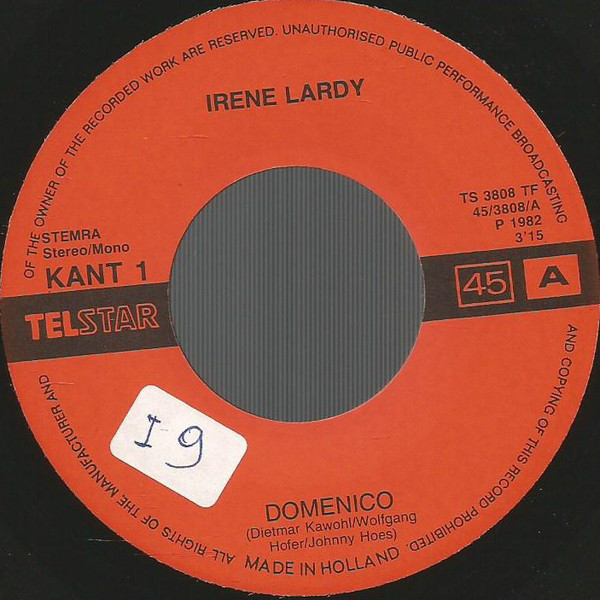 ALL RIGHTS OF THE MANUFACTURER AND OF THE OWNER OF THE RECORDED WORK ARE RESERVED. UNAUTHORISED PUBLIC PERFORMANCE BROADCASTING AND COPYING OF THIS RECORD PROHIBITED.
IRENE LARDY
STEMRA
Stereo/Mono
KANT 1
TS 3808 TF
45/3808/A
P 1982
3'15
TELSTAR
45 A
I 9
DOMENICO
(Dietmar Kawohl/Wolfgang
Hofer/Johnny Hoes)
MADE IN HOLLAND